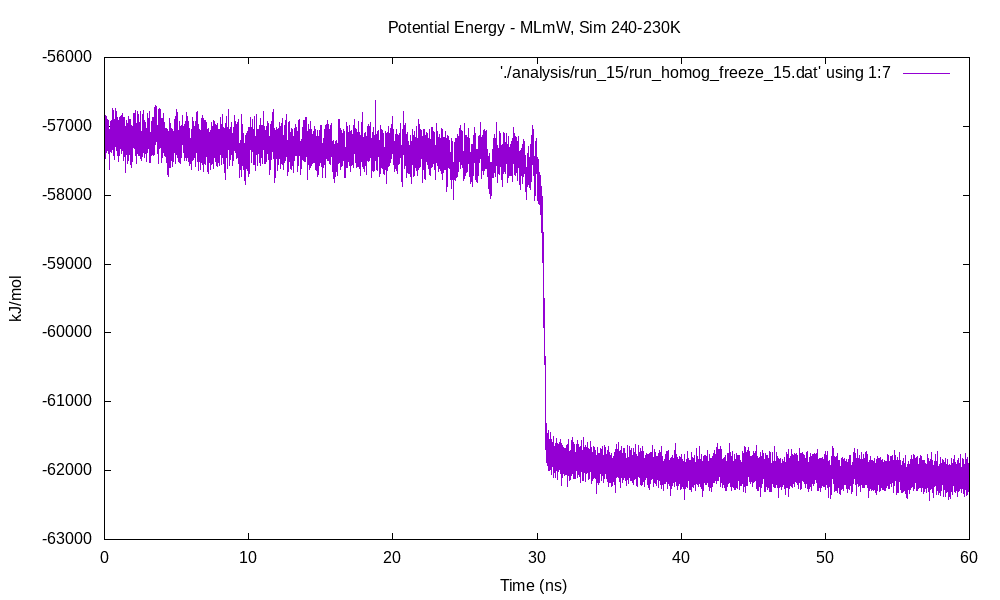 Potential Energy - MLmW, Sim 240-230K
'./analysis/run_15/run_homog_freeze_15.dat' using 1:7
-56000
-57000
-58000
-59000
-60000
-61000
-62000
-63000
kJ/mol
0 10 20 30 40 50 60
Time (ns)